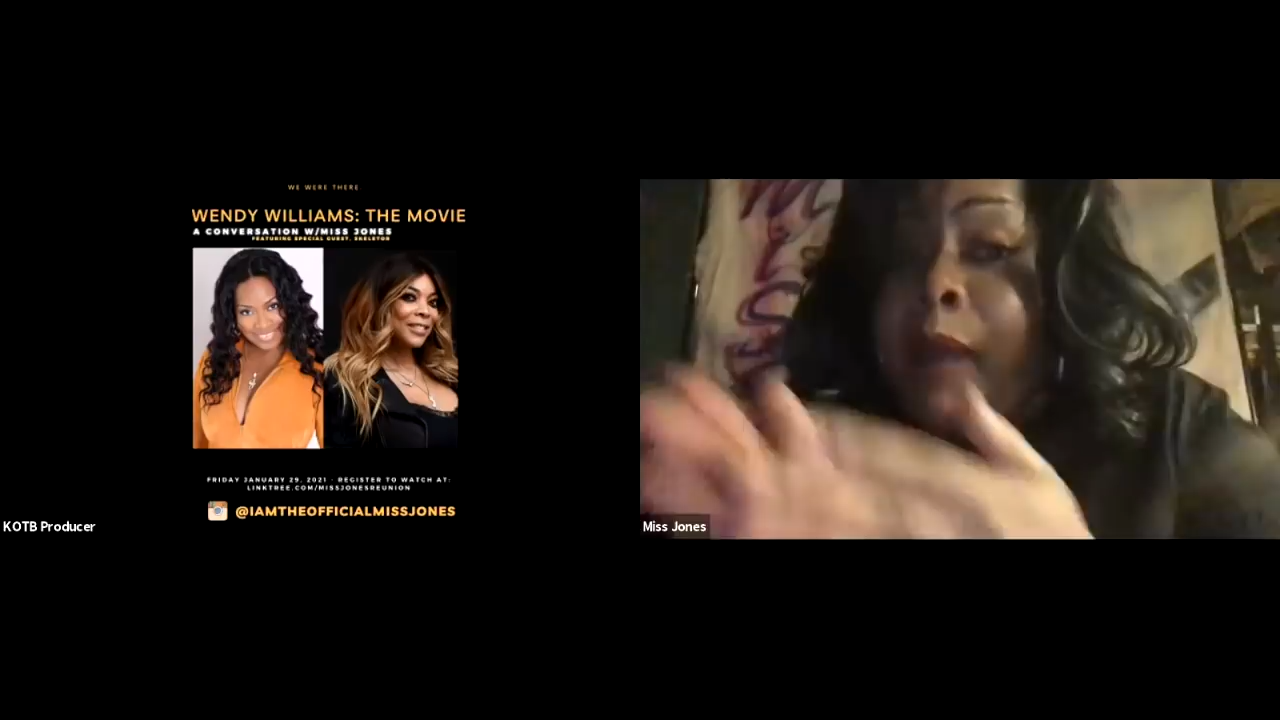 WE WERE THERE
WENDY WILLIAMS: THE MOVIE
A CONVERSATION W/MISS JONES
FEATURING SPECIAL GUEST, SKELETOR
FRIDAY JANUARY 29, 2021 - REGISTER TO WATCH AT:
LINKTREE.COM/MISSJONESREUNION
@IAMTHEOFFICIALMISSJONES
KOTB Producer
Miss Jones